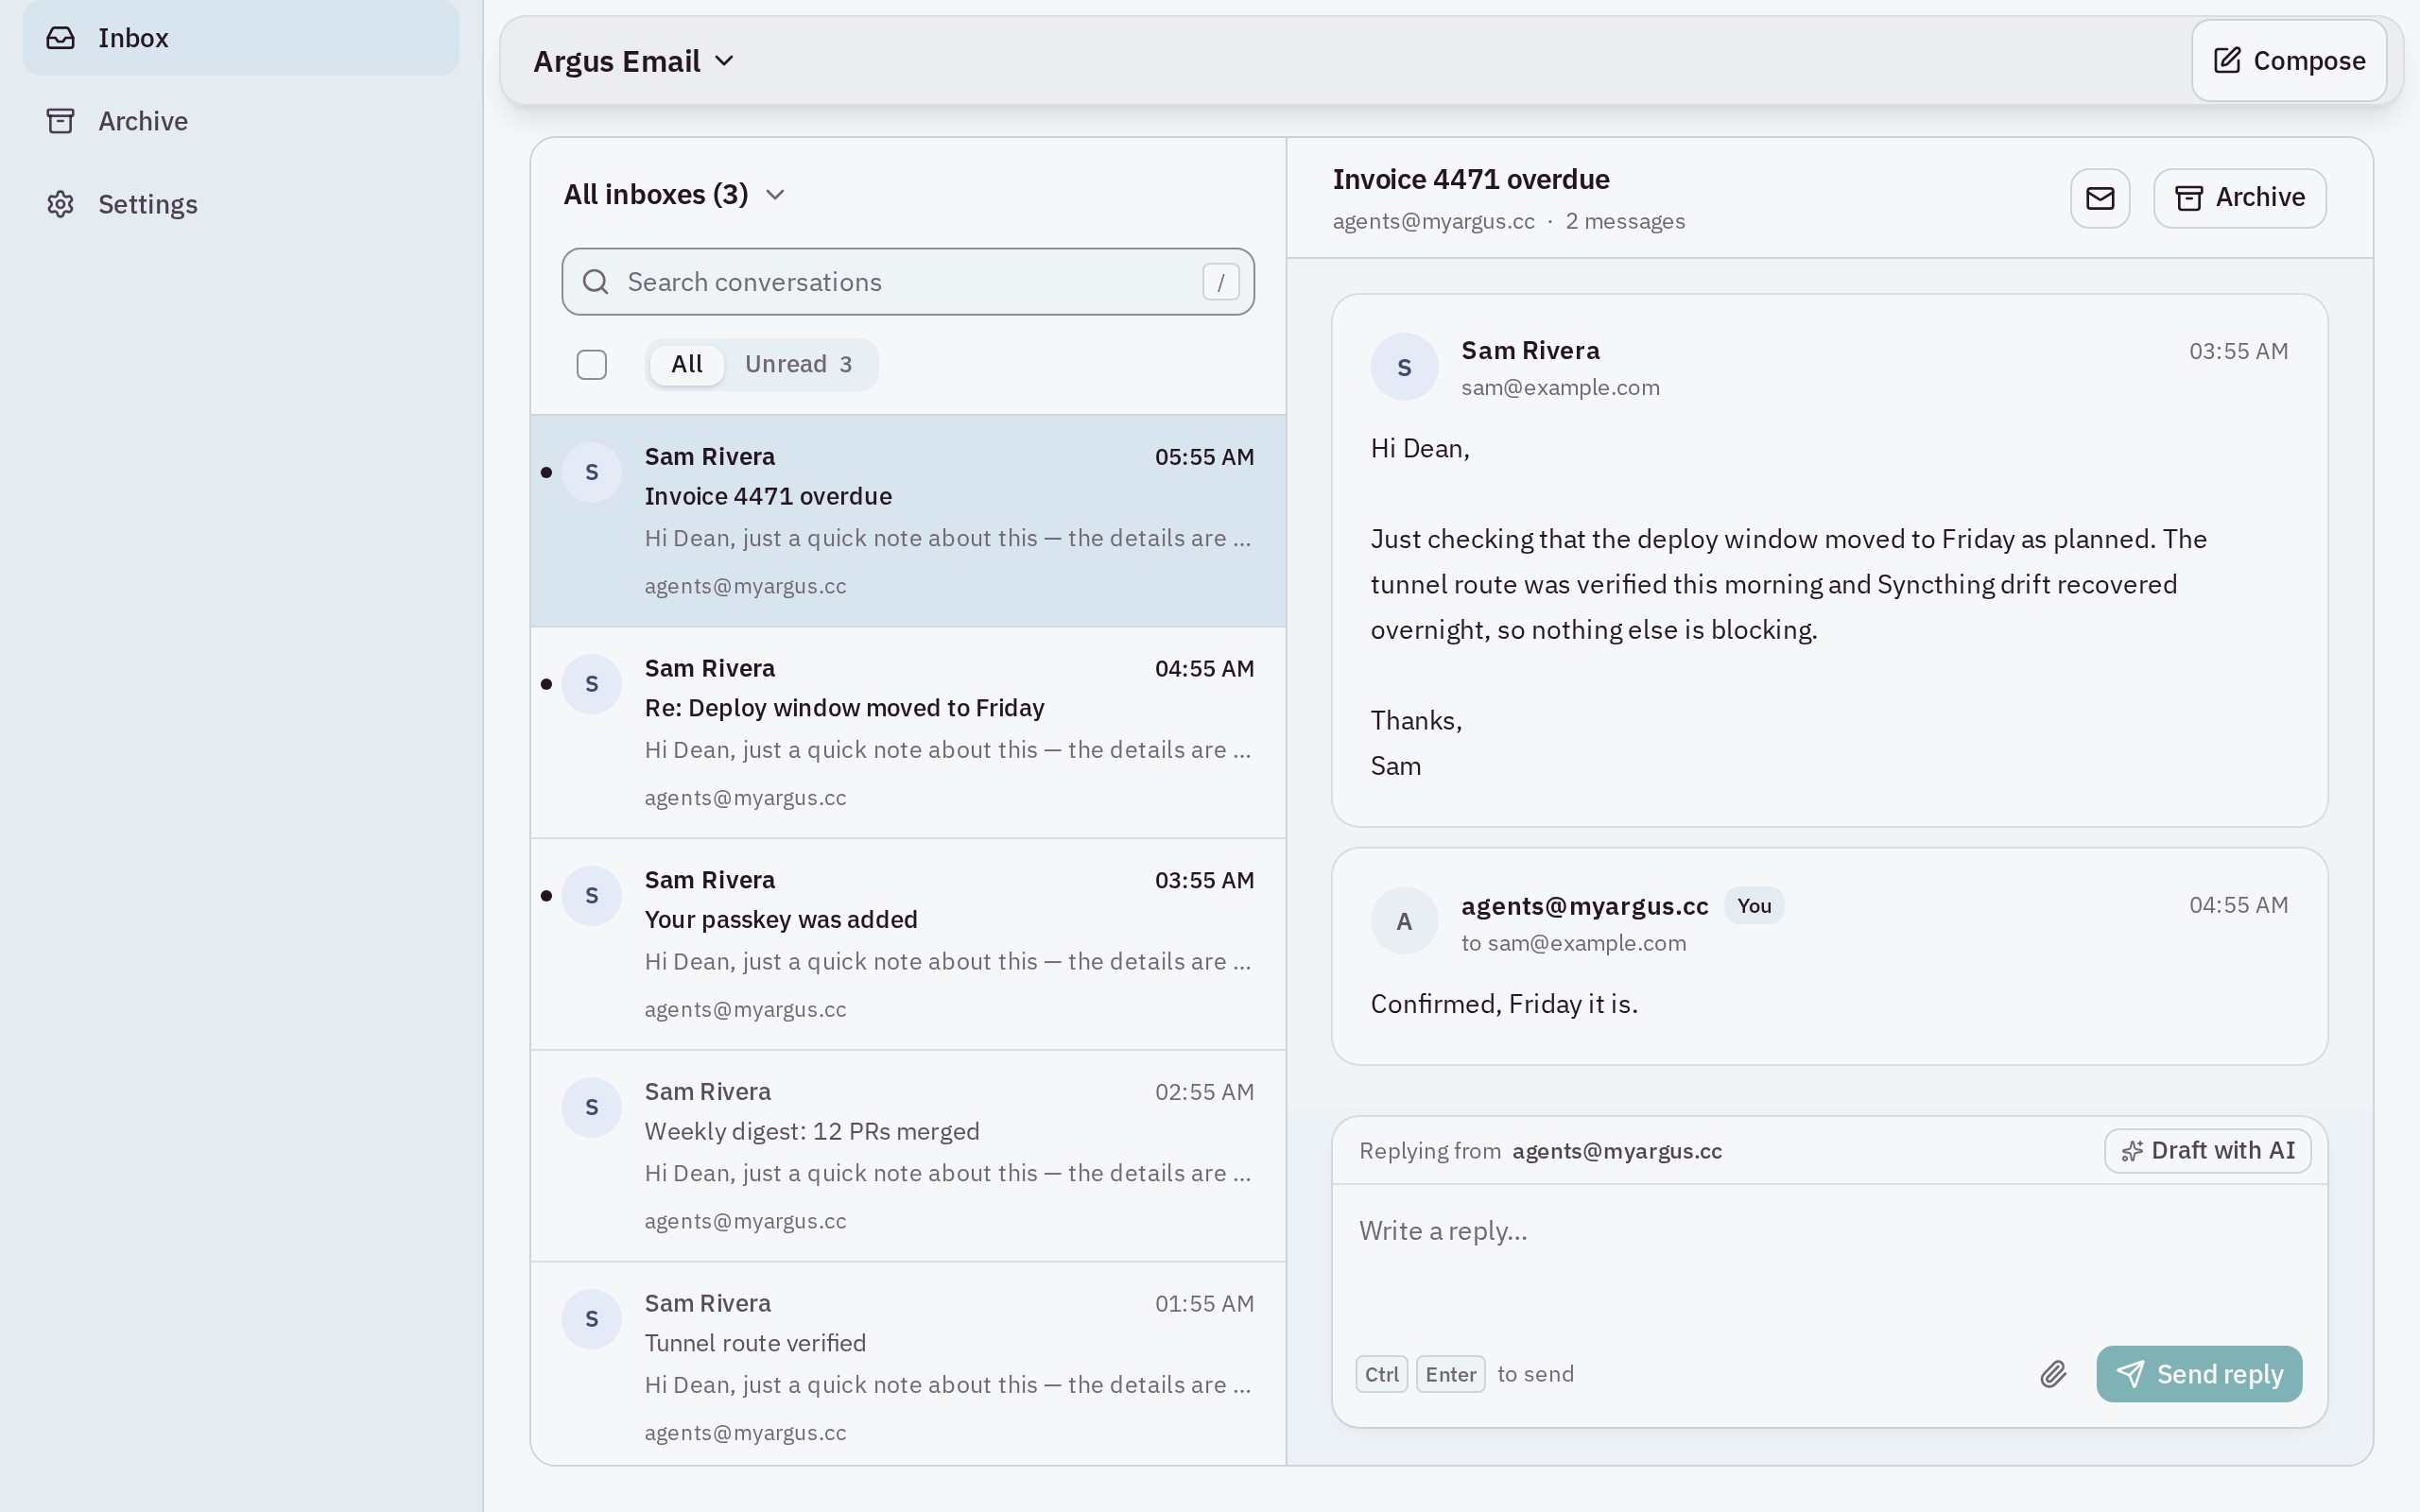 Inbox
Archive
Settings
Argus Email
Compose
All inboxes (3)
Search conversations /
All Unread 3
S Sam Rivera 05:55 AM
Invoice 4471 overdue
Hi Dean, just a quick note about this — the details are ...
agents@myargus.cc
S Sam Rivera 04:55 AM
Re: Deploy window moved to Friday
Hi Dean, just a quick note about this — the details are ...
agents@myargus.cc
S Sam Rivera 03:55 AM
Your passkey was added
Hi Dean, just a quick note about this — the details are ...
agents@myargus.cc
S Sam Rivera 02:55 AM
Weekly digest: 12 PRs merged
Hi Dean, just a quick note about this — the details are ...
agents@myargus.cc
S Sam Rivera 01:55 AM
Tunnel route verified
Hi Dean, just a quick note about this — the details are ...
agents@myargus.cc
Invoice 4471 overdue
agents@myargus.cc · 2 messages
Archive
S Sam Rivera 03:55 AM
sam@example.com
Hi Dean,
Just checking that the deploy window moved to Friday as planned. The
tunnel route was verified this morning and Syncthing drift recovered
overnight, so nothing else is blocking.
Thanks,
Sam
A agents@myargus.cc You 04:55 AM
to sam@example.com
Confirmed, Friday it is.
Replying from agents@myargus.cc Draft with AI
Write a reply...
Ctrl Enter to send Send reply